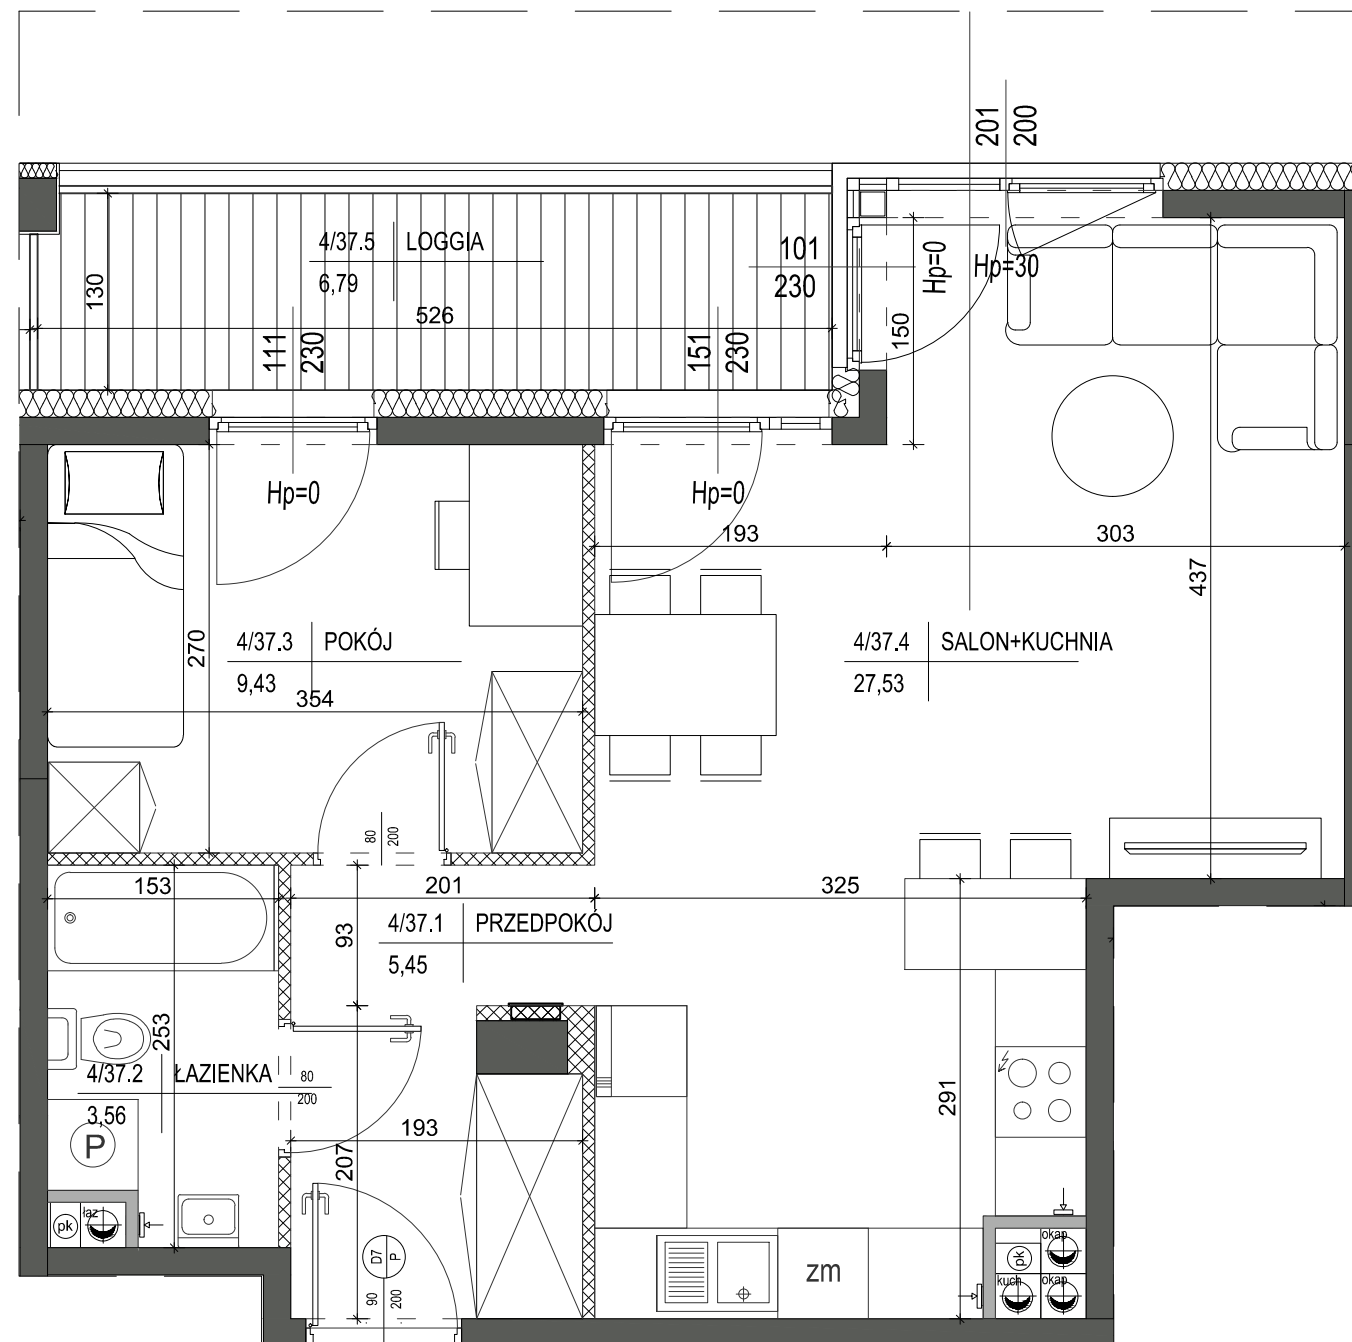 201
200
4/37.5 LOGGIA
6,79
101
230
Hp=0
Hp=30
130
526
150
111
230
151
230
Hp=0
Hp=0
193
303
437
270
4/37.3 POKÓJ
9,43
354
4/37.4 SALON+KUCHNIA
27,53
80
200
153
201
325
93
4/37.1 PRZEDPOKÓJ
5,45
253
4/37.2 ŁAZIENKA
3,56
80
200
P
193
207
291
łaz
pk
D7
P
90
200
zm
okap
pk
kuch
okap